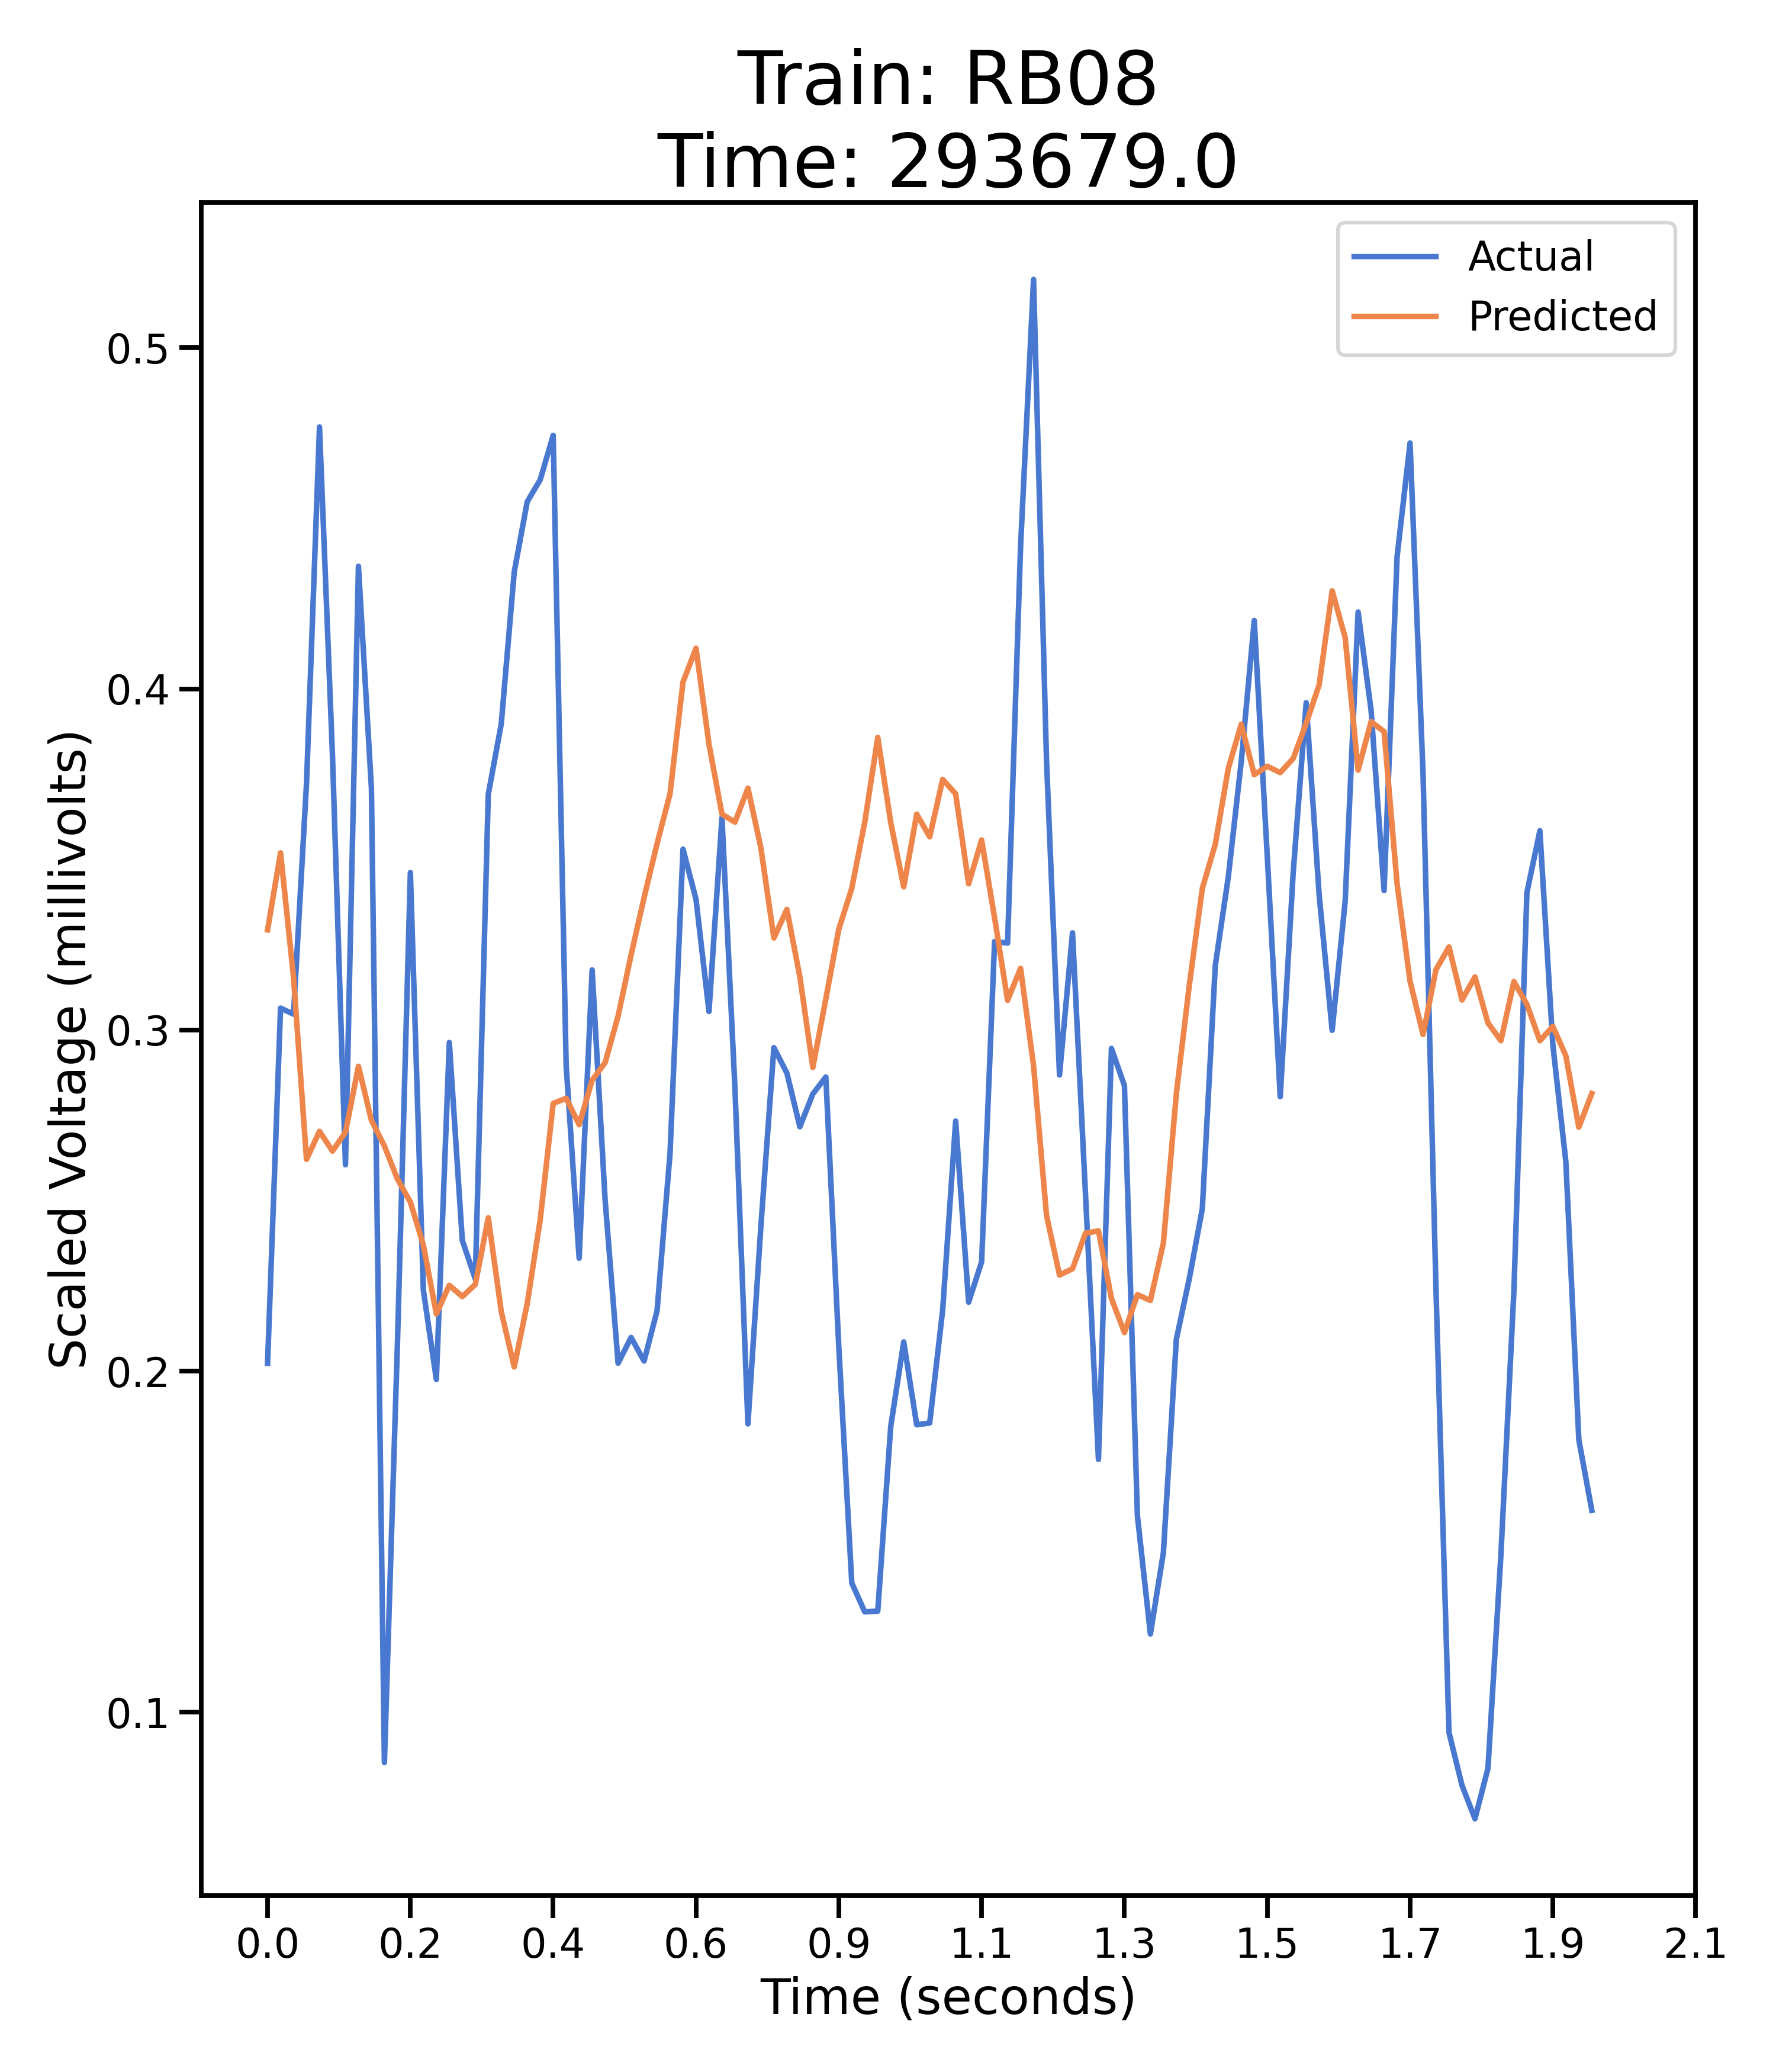 Train: RB08
Time: 293679.0
Actual
Predicted
Scaled Voltage (millivolts)
0.5
0.4
0.3
0.2
0.1
0.0 0.2 0.4 0.6 0.9 1.1 1.3 1.5 1.7 1.9 2.1
Time (seconds)